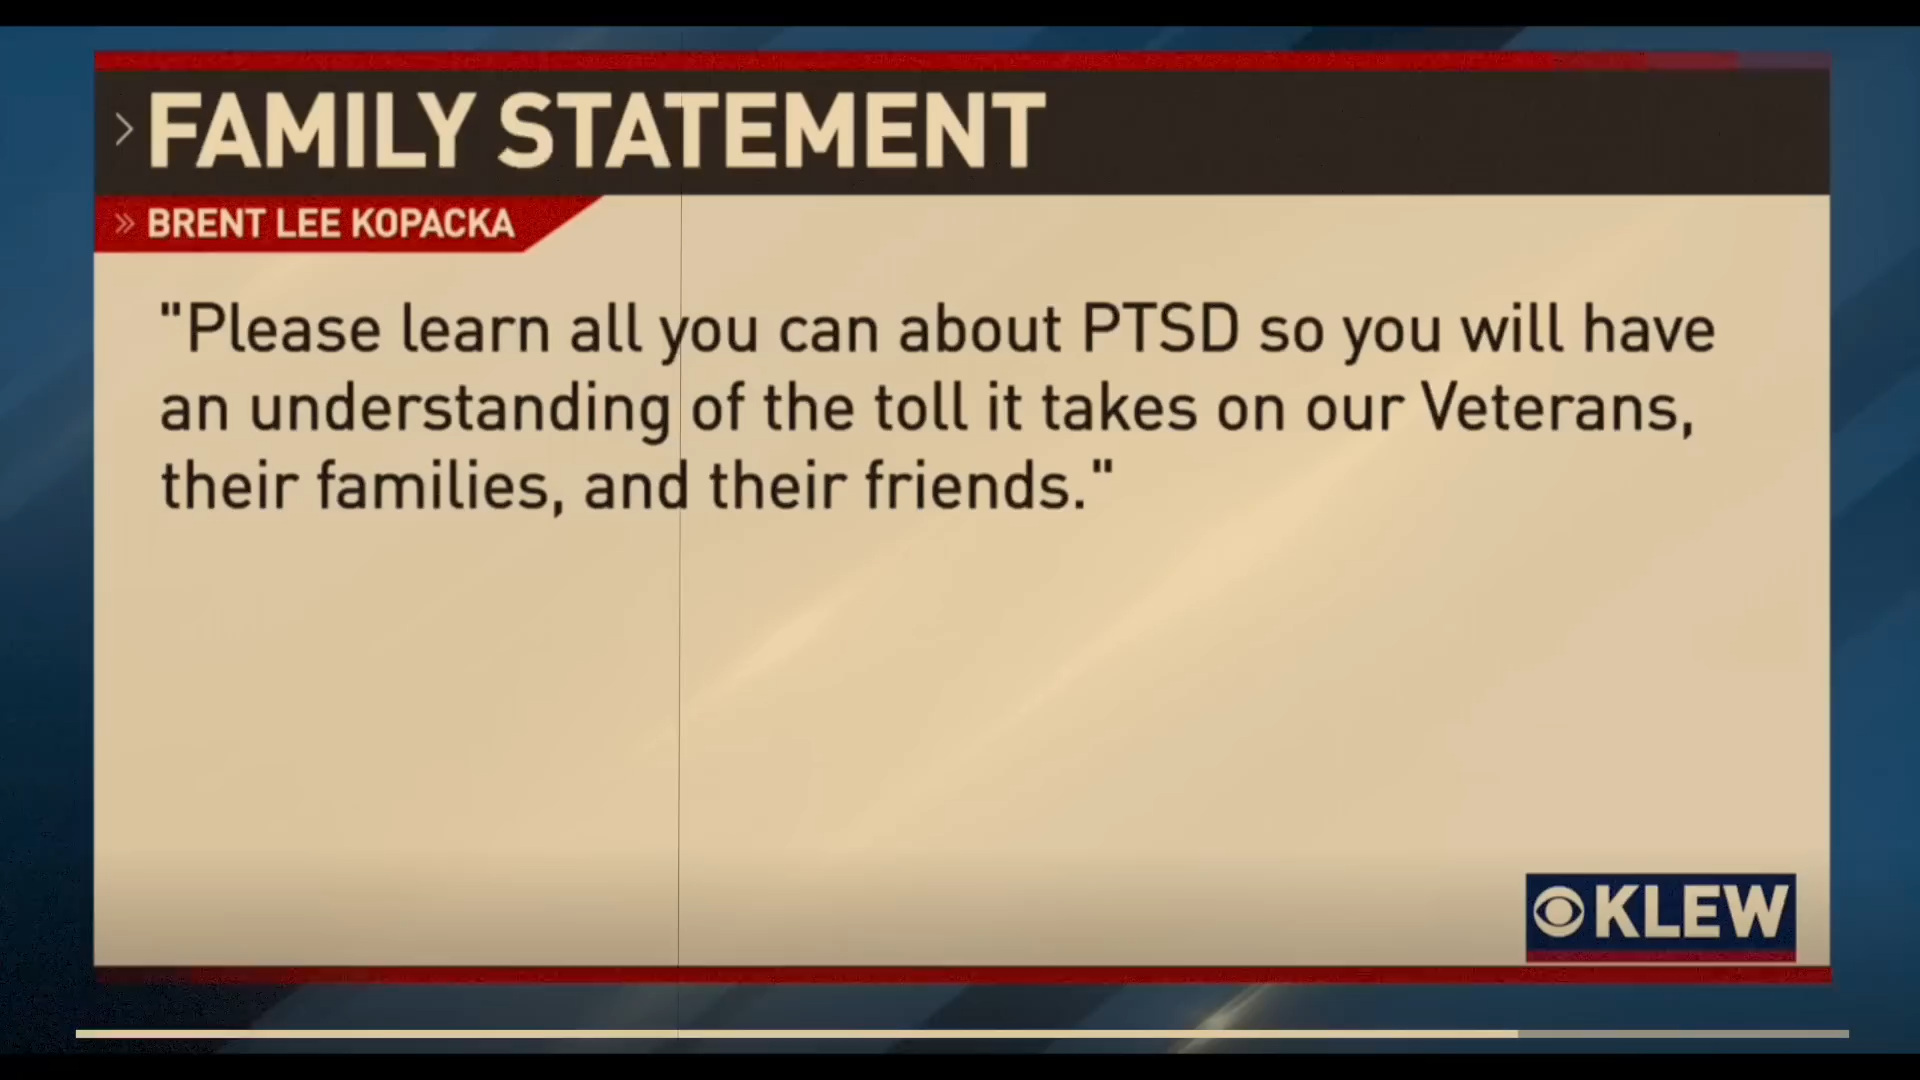 FAMILY STATEMENT
BRENT LEE KOPACKA
"Please learn all you can about PTSD so you will have
an understanding of the toll it takes on our Veterans,
their families, and their friends."
KLEW